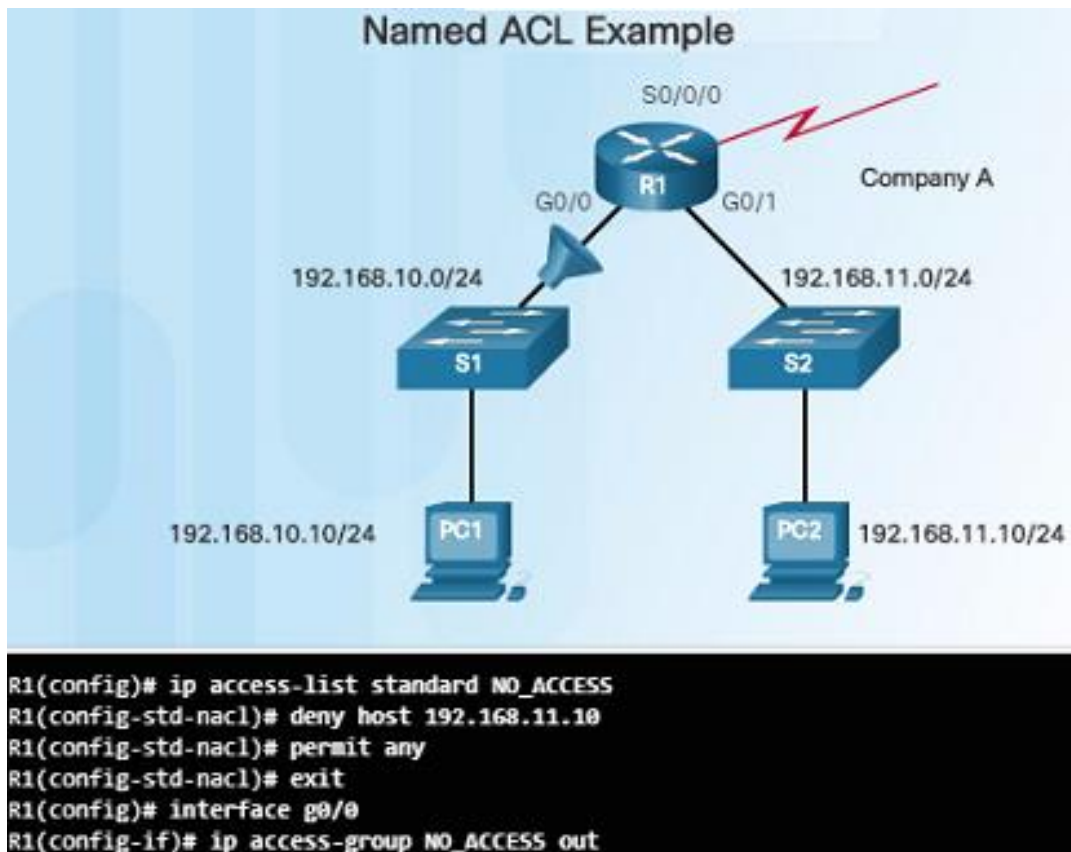 Named ACL Example
S0/0/0
R1
Company A
G0/0
G0/1
192.168.10.0/24
192.168.11.0/24
S1
S2
192.168.10.10/24
PC1
PC2
192.168.11.10/24
R1(config)# ip access-list standard NO_ACCESS
R1(config-std-nacl)# deny host 192.168.11.10
R1(config-std-nacl)# permit any
R1(config-std-nacl)# exit
R1(config)# interface g0/0
R1(config-if)# ip access-group NO_ACCESS out